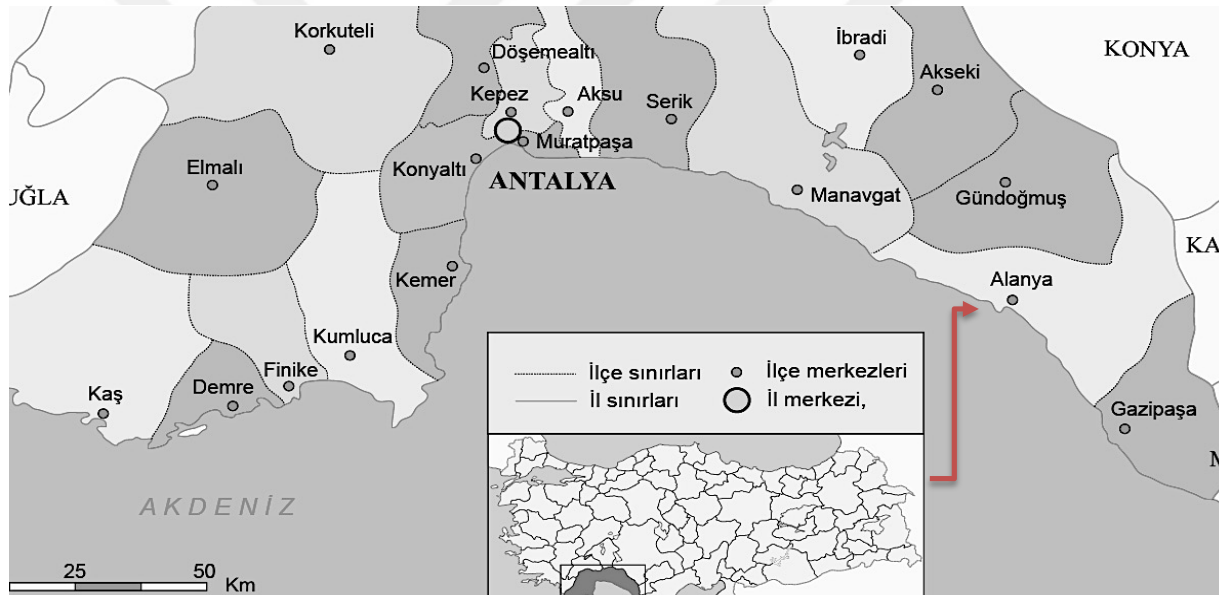 Korkuteli
Döşemealtı
İbradi
KONYA
Akseki
Kepez
Aksu
Serik
Muratpaşa
Elmalı
Konyaltı
ANTALYA
Manavgat
Gündoğmuş
UĞLA
KA
Kemer
Alanya
Kumluca
Finike
Demre
Kaş
İlçe sınırları
İlçe merkezleri
İl sınırları
İl merkezi,
Gazipaşa
M
AKDENİZ
25 50
Km